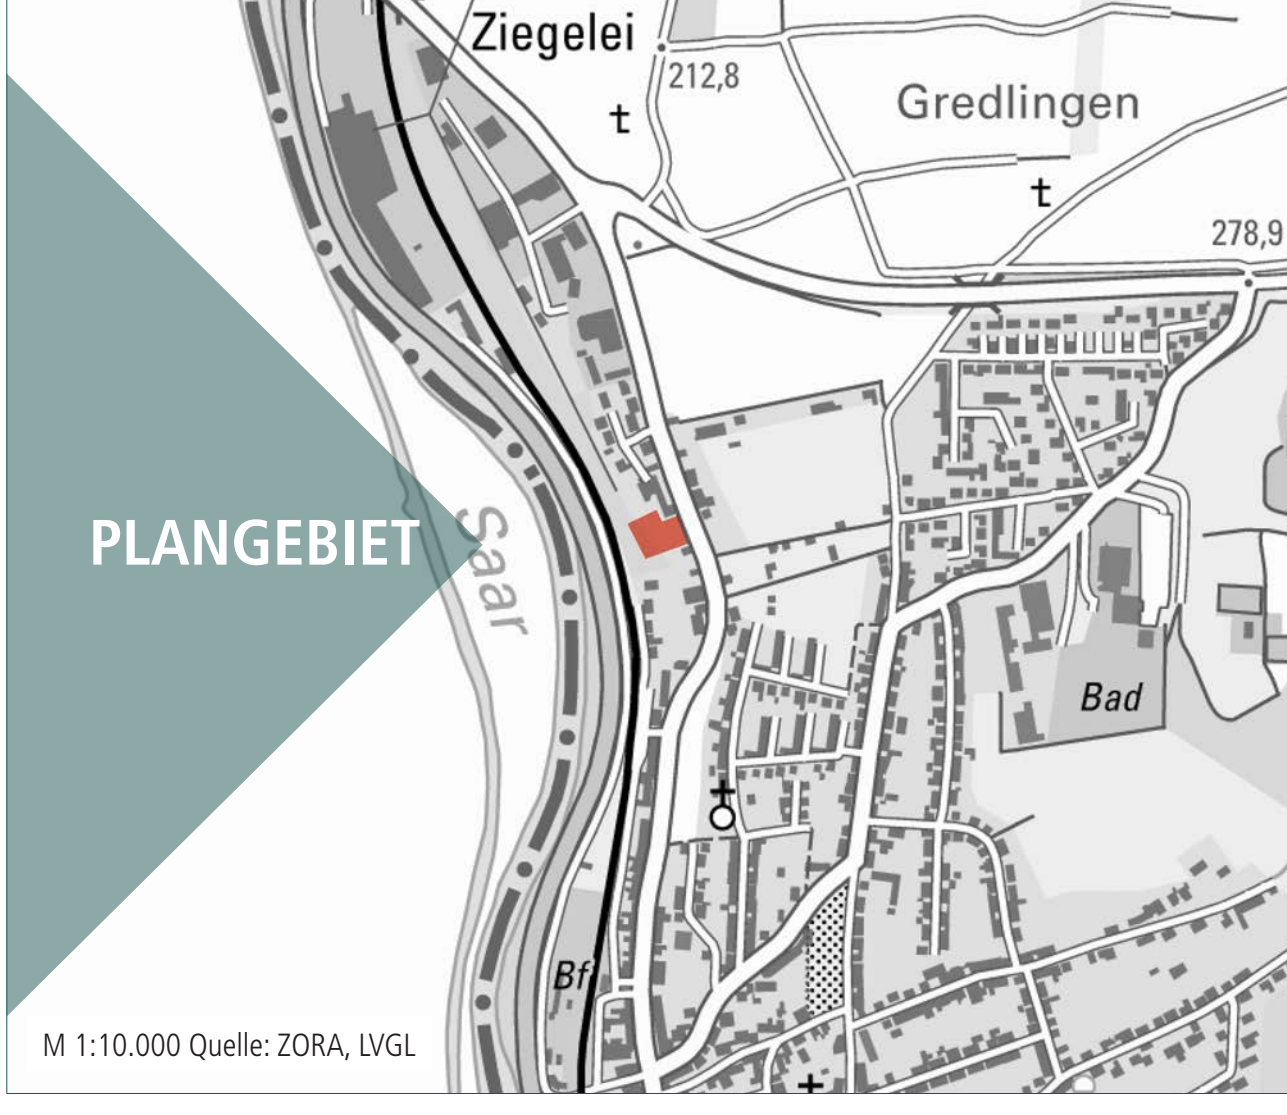 Ziegelei
212,8
Gredlingen
278,9
PLANGEBIET
Saar
Bad
Bf
M 1:10.000 Quelle: ZORA, LVGL